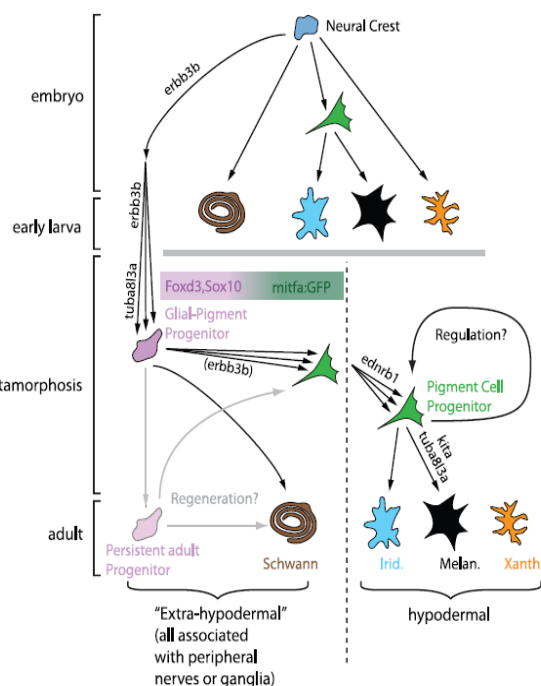 Neural Crest
embryo
erbb3b
erbb3b
early larva
tuba8l3a
Foxd3,Sox10
mitfa:GFP
Glial-Pigment
Progenitor
(erbb3b)
ednrb1
Regulation?
Pigment Cell
Progenitor
tamorphosis
kita
tuba8l3a
Regeneration?
adult
Persistent adult
Progenitor
Schwann
Irid.
Melan.
Xanth
"Extra-hypodermal"
(all associated
with peripheral
nerves or ganglia)
hypodermal